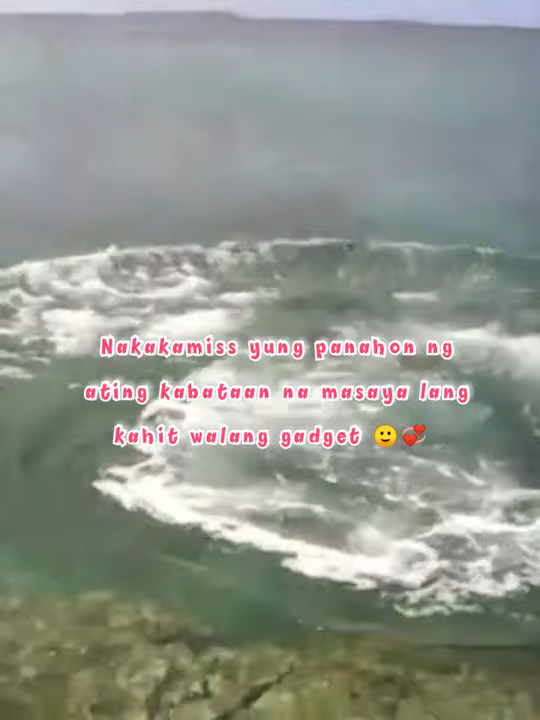 Nakakamiss yung panahon ng
ating kabataan na masaya lang
kahit walang gadget 🙂💞